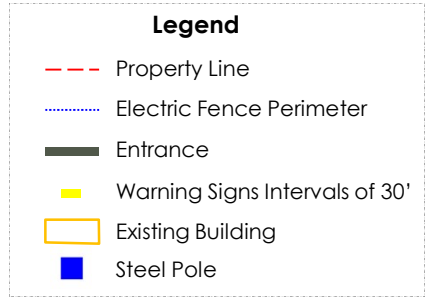 Legend
Property Line
Electric Fence Perimeter
Entrance
Warning Signs Intervals of 30’
Existing Building
Steel Pole